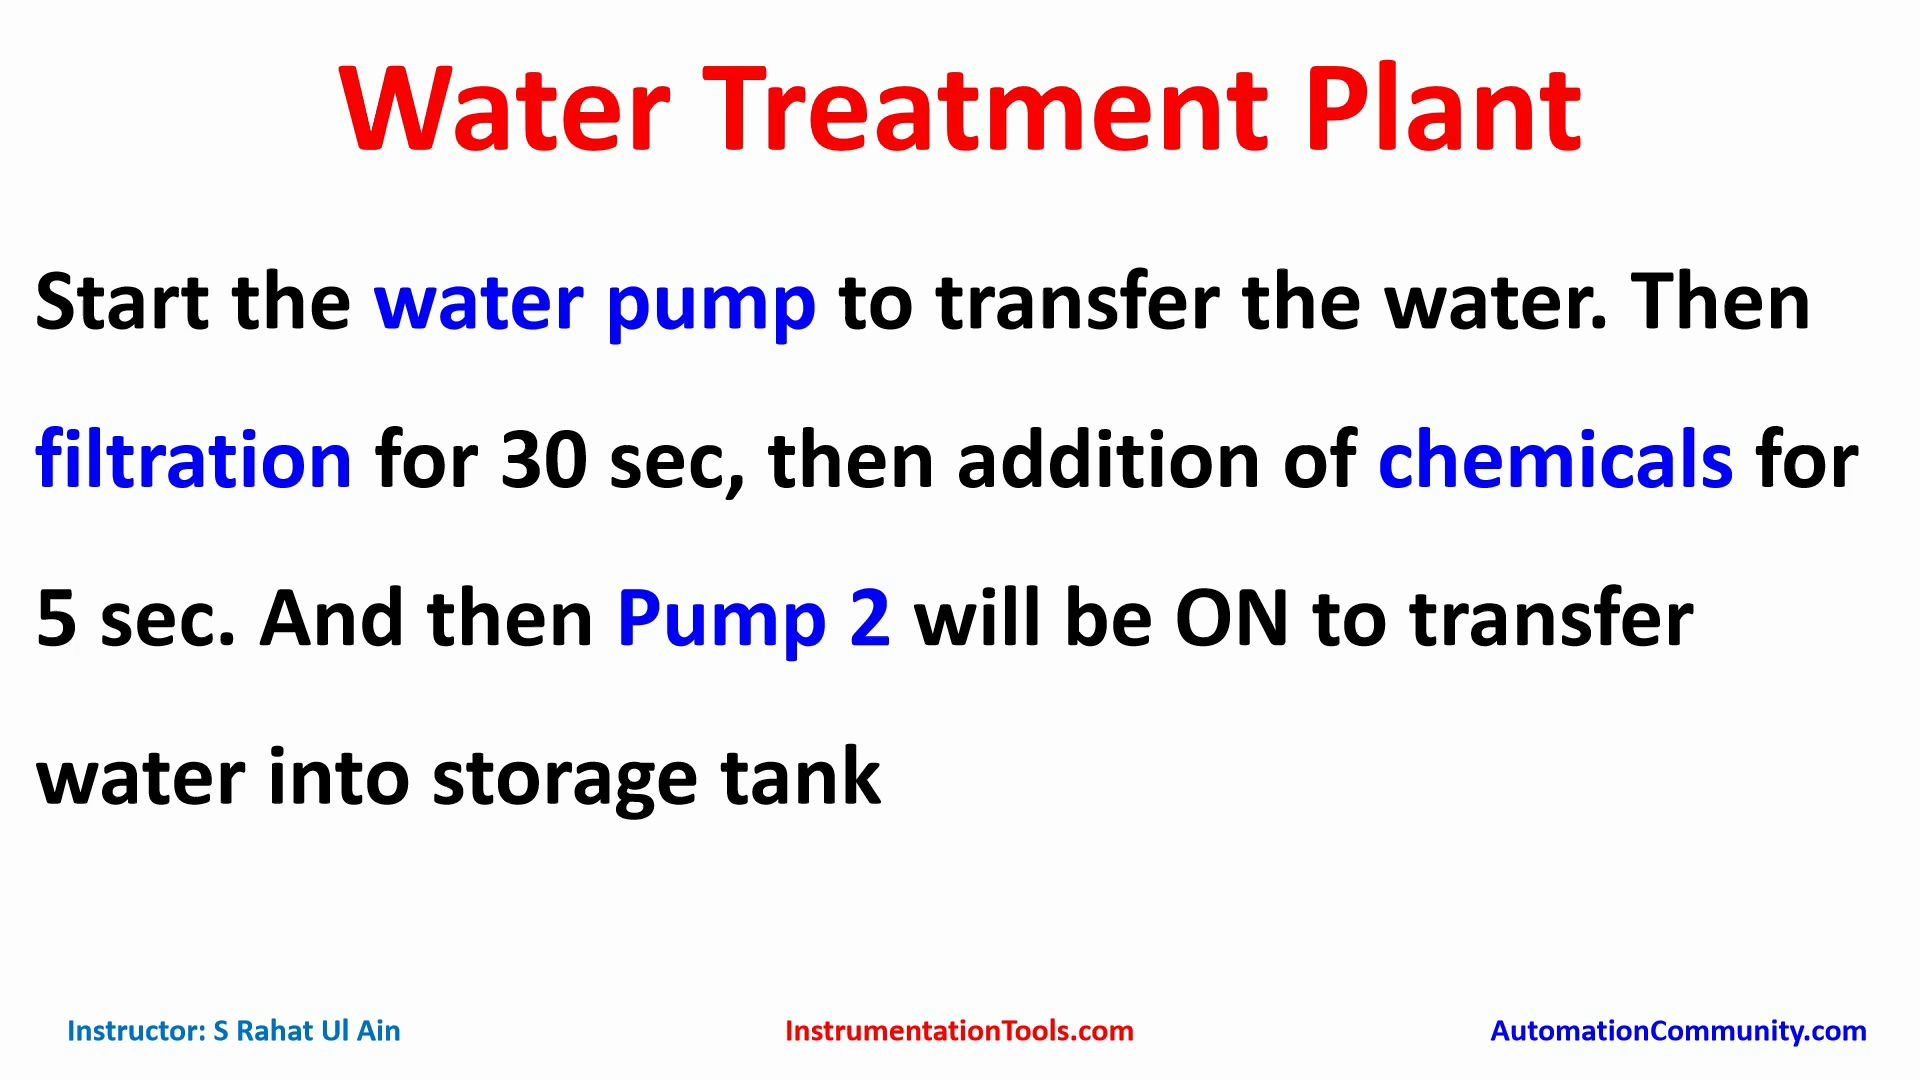 Water Treatment Plant
Start the water pump to transfer the water. Then
filtration for 30 sec, then addition of chemicals for
5 sec. And then Pump 2 will be ON to transfer
water into storage tank
Instructor: S Rahat Ul Ain
InstrumentationTools.com
AutomationCommunity.com